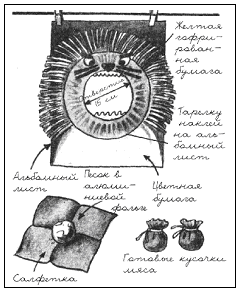 Желтая
гофри-
рован-
ная
бумага
отверстие
18 см
Тарелку
наклей
на аль-
бомный
лист
Альбомный
лист
Песок в
алюми-
ниевой
фольге
Цветная
бумага
Готовые кусочки
мяса
Салфетка